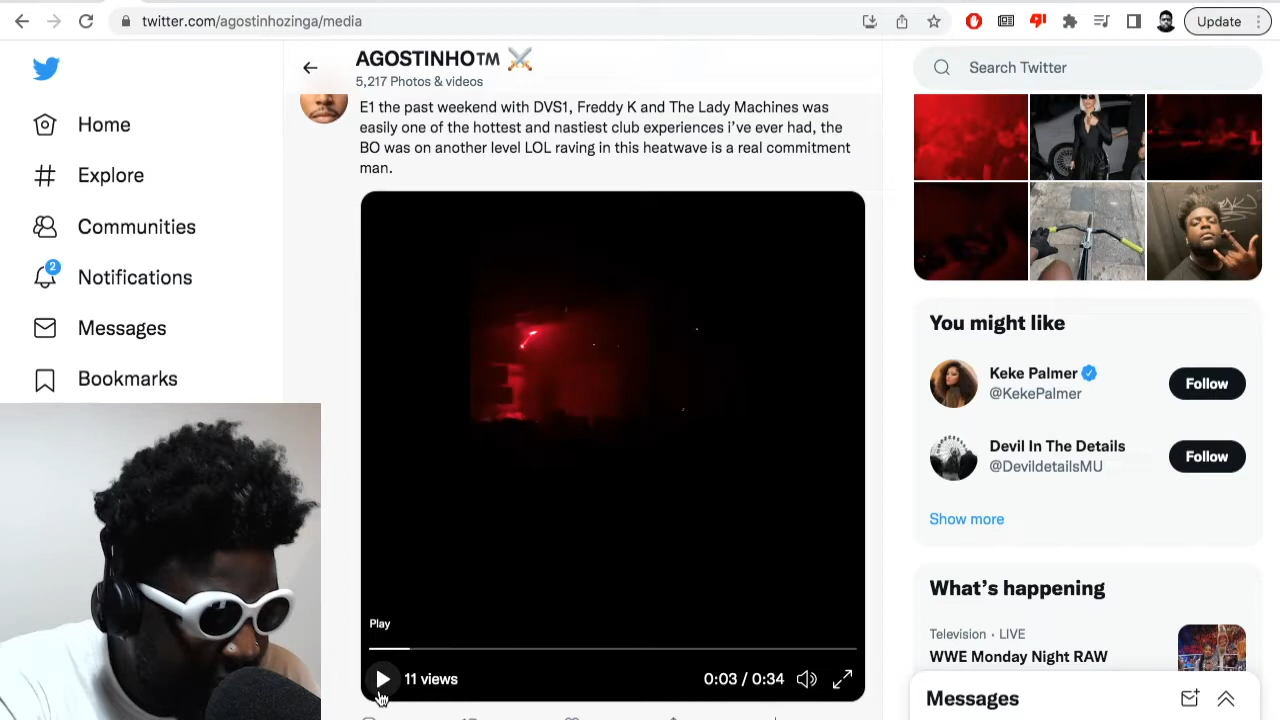 twitter.com/agostinhozinga/media
Update
AGOSTINHO™ ⚔️
5,217 Photos & videos
Search Twitter
Home
Explore
Communities
2
Notifications
Messages
Bookmarks
E1 the past weekend with DVS1, Freddy K and The Lady Machines was
easily one of the hottest and nastiest club experiences i've ever had, the
BO was on another level LOL raving in this heatwave is a real commitment
man.
Play
11 views
0:03 / 0:34
You might like
Keke Palmer
@KekePalmer
Follow
Devil In The Details
@DevildetailsMU
Follow
Show more
What's happening
Television · LIVE
WWE Monday Night RAW
Messages